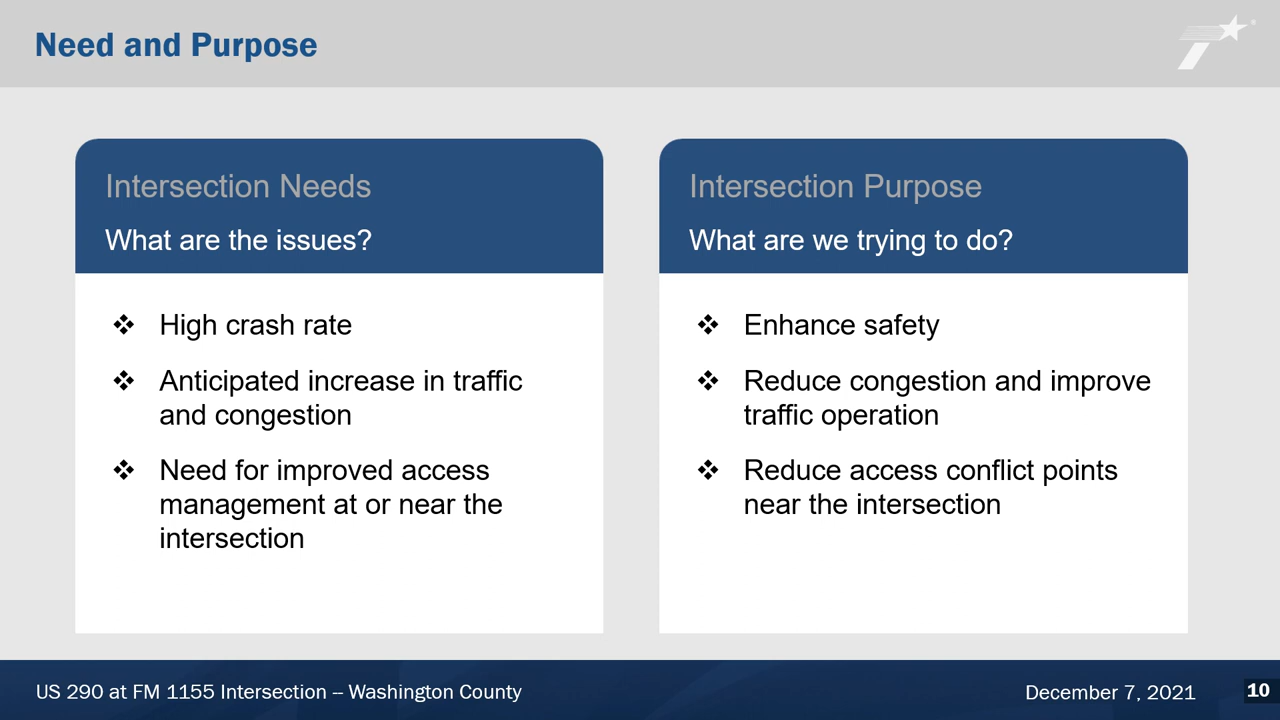 Need and Purpose
Intersection Needs
What are the issues?
❖ High crash rate
❖ Anticipated increase in traffic
and congestion
❖ Need for improved access
management at or near the
intersection
Intersection Purpose
What are we trying to do?
❖ Enhance safety
❖ Reduce congestion and improve
traffic operation
❖ Reduce access conflict points
near the intersection
US 290 at FM 1155 Intersection – Washington County
December 7, 2021
10